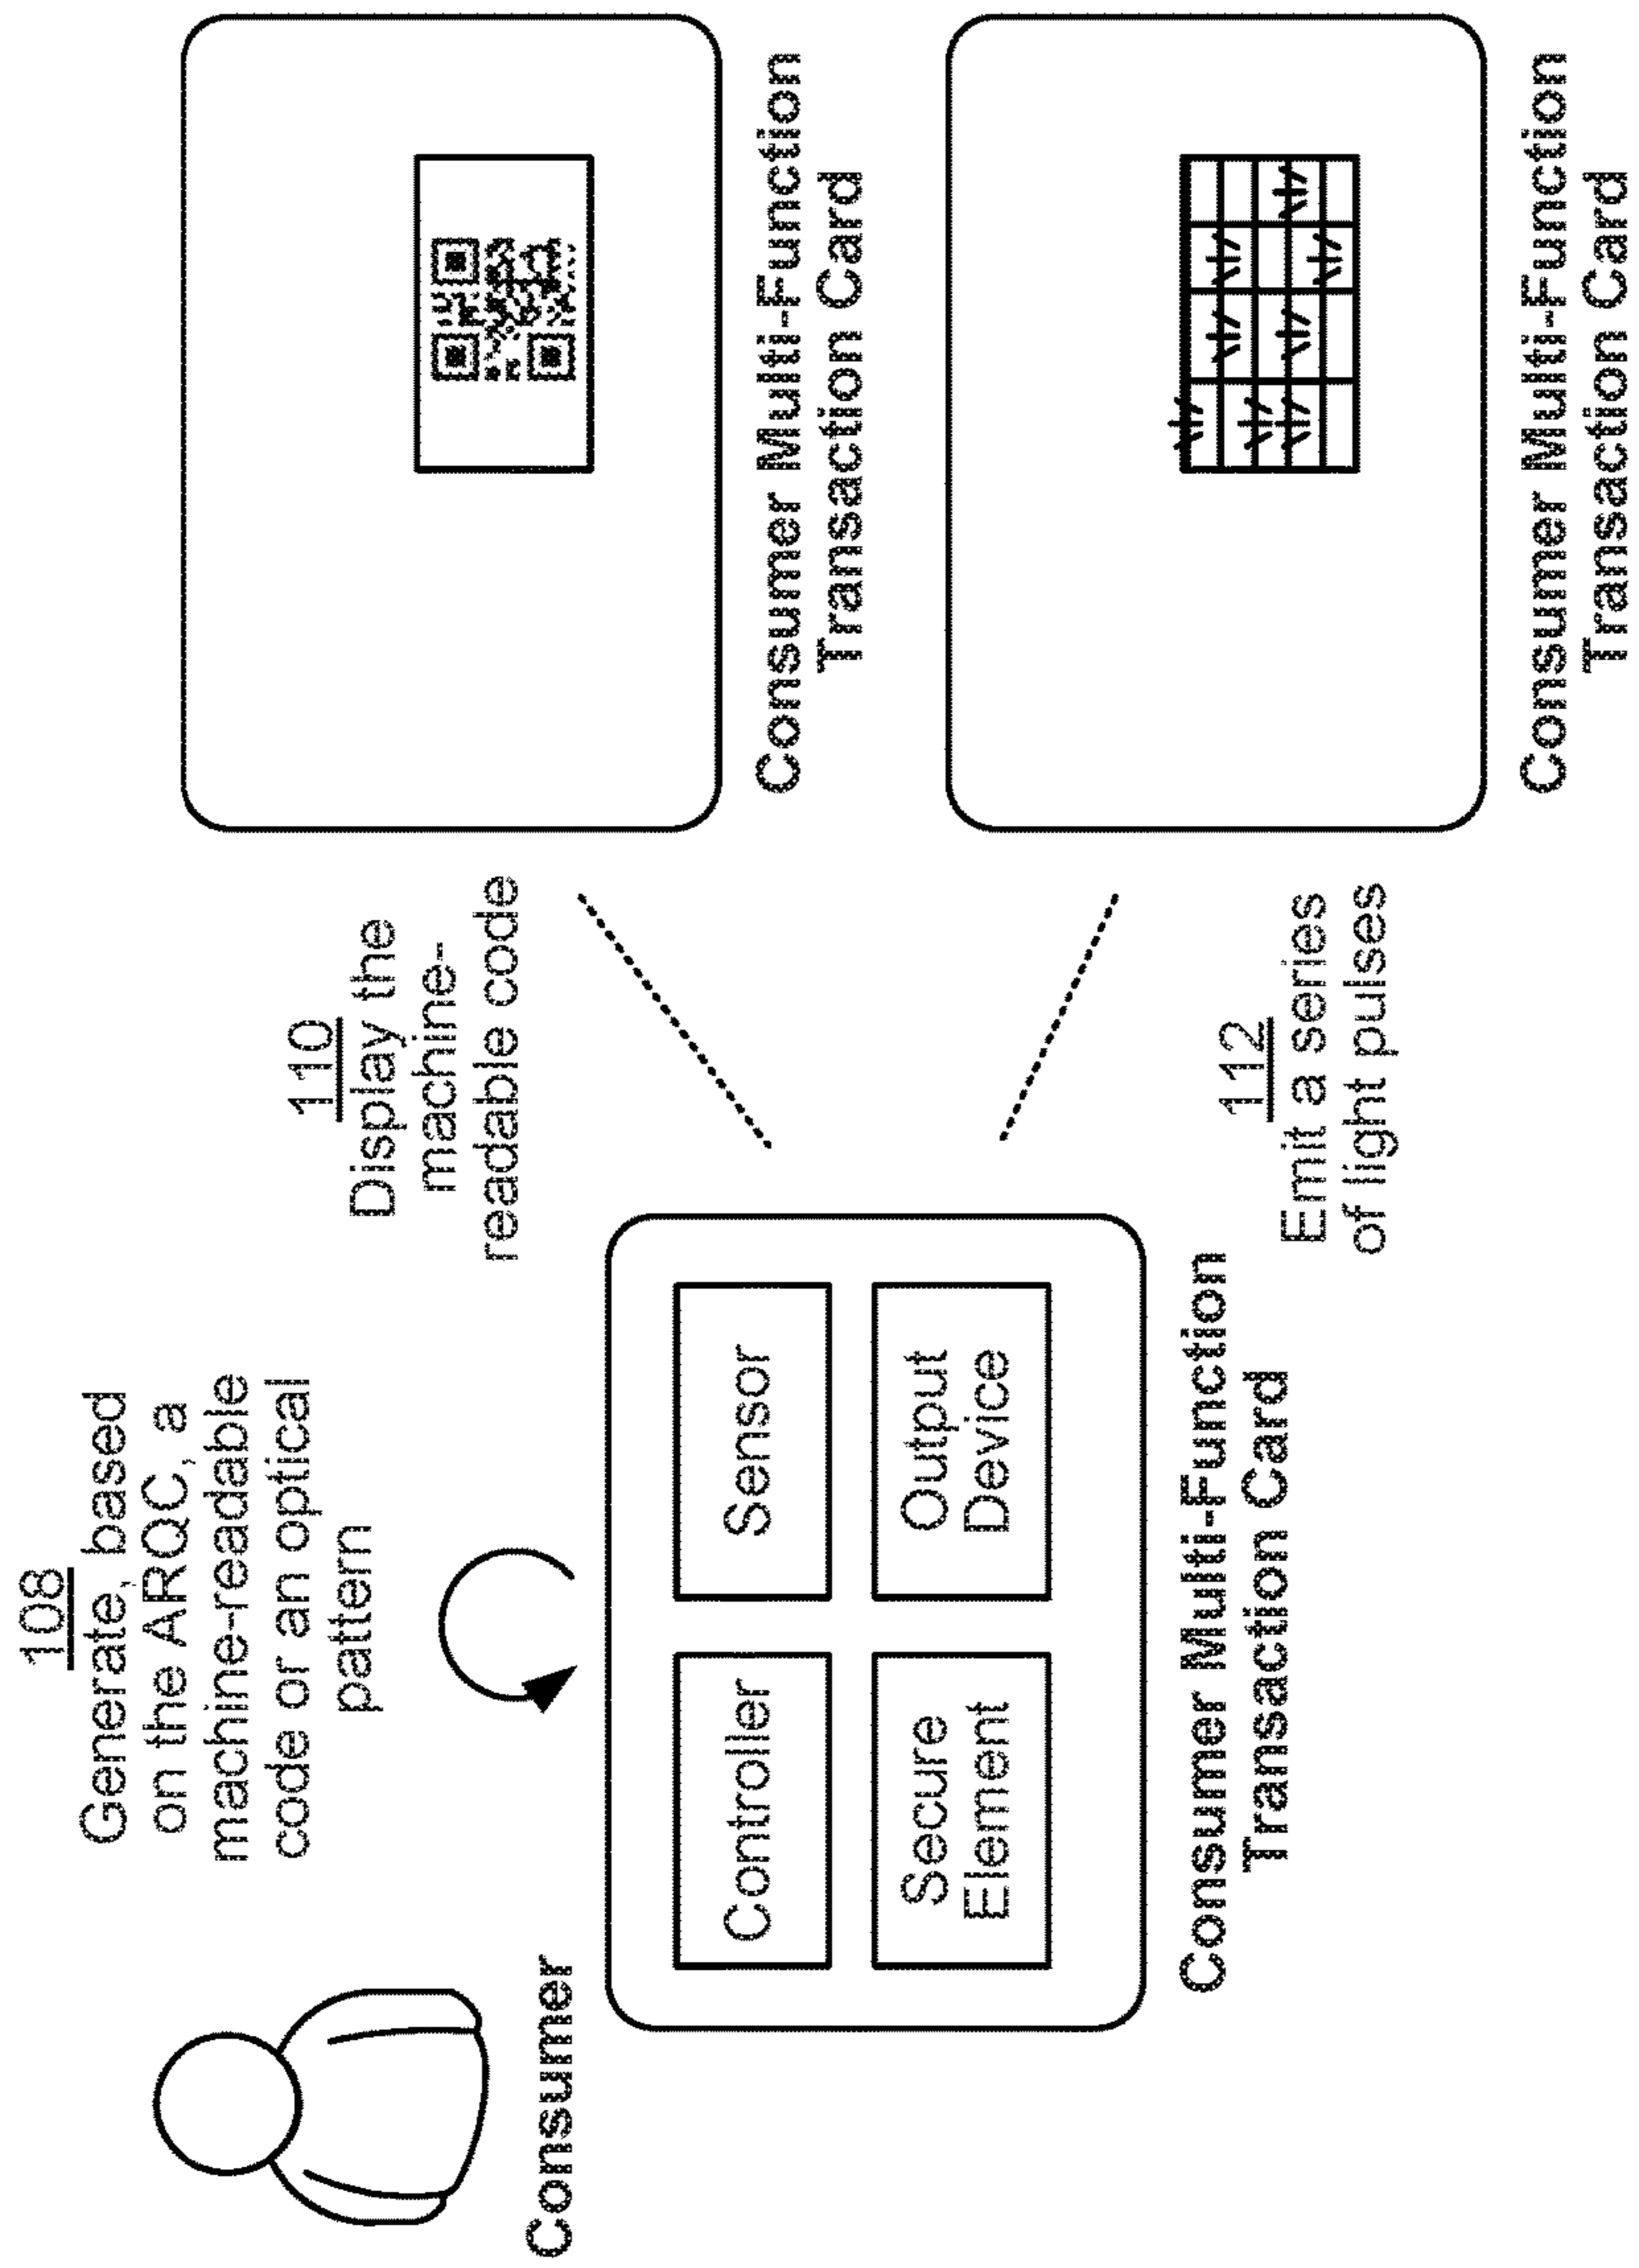 108
Generate, based
on the ARQC, a
machine-readable
code or an optical
pattern
Consumer
Controller
Sensor
Secure
Element
Output
Device
Consumer Multi-Function
Transaction Card
110
Display the
machine-
readable code
Consumer Multi-Function
Transaction Card
112
Emit a series
of light pulses
Consumer Multi-Function
Transaction Card